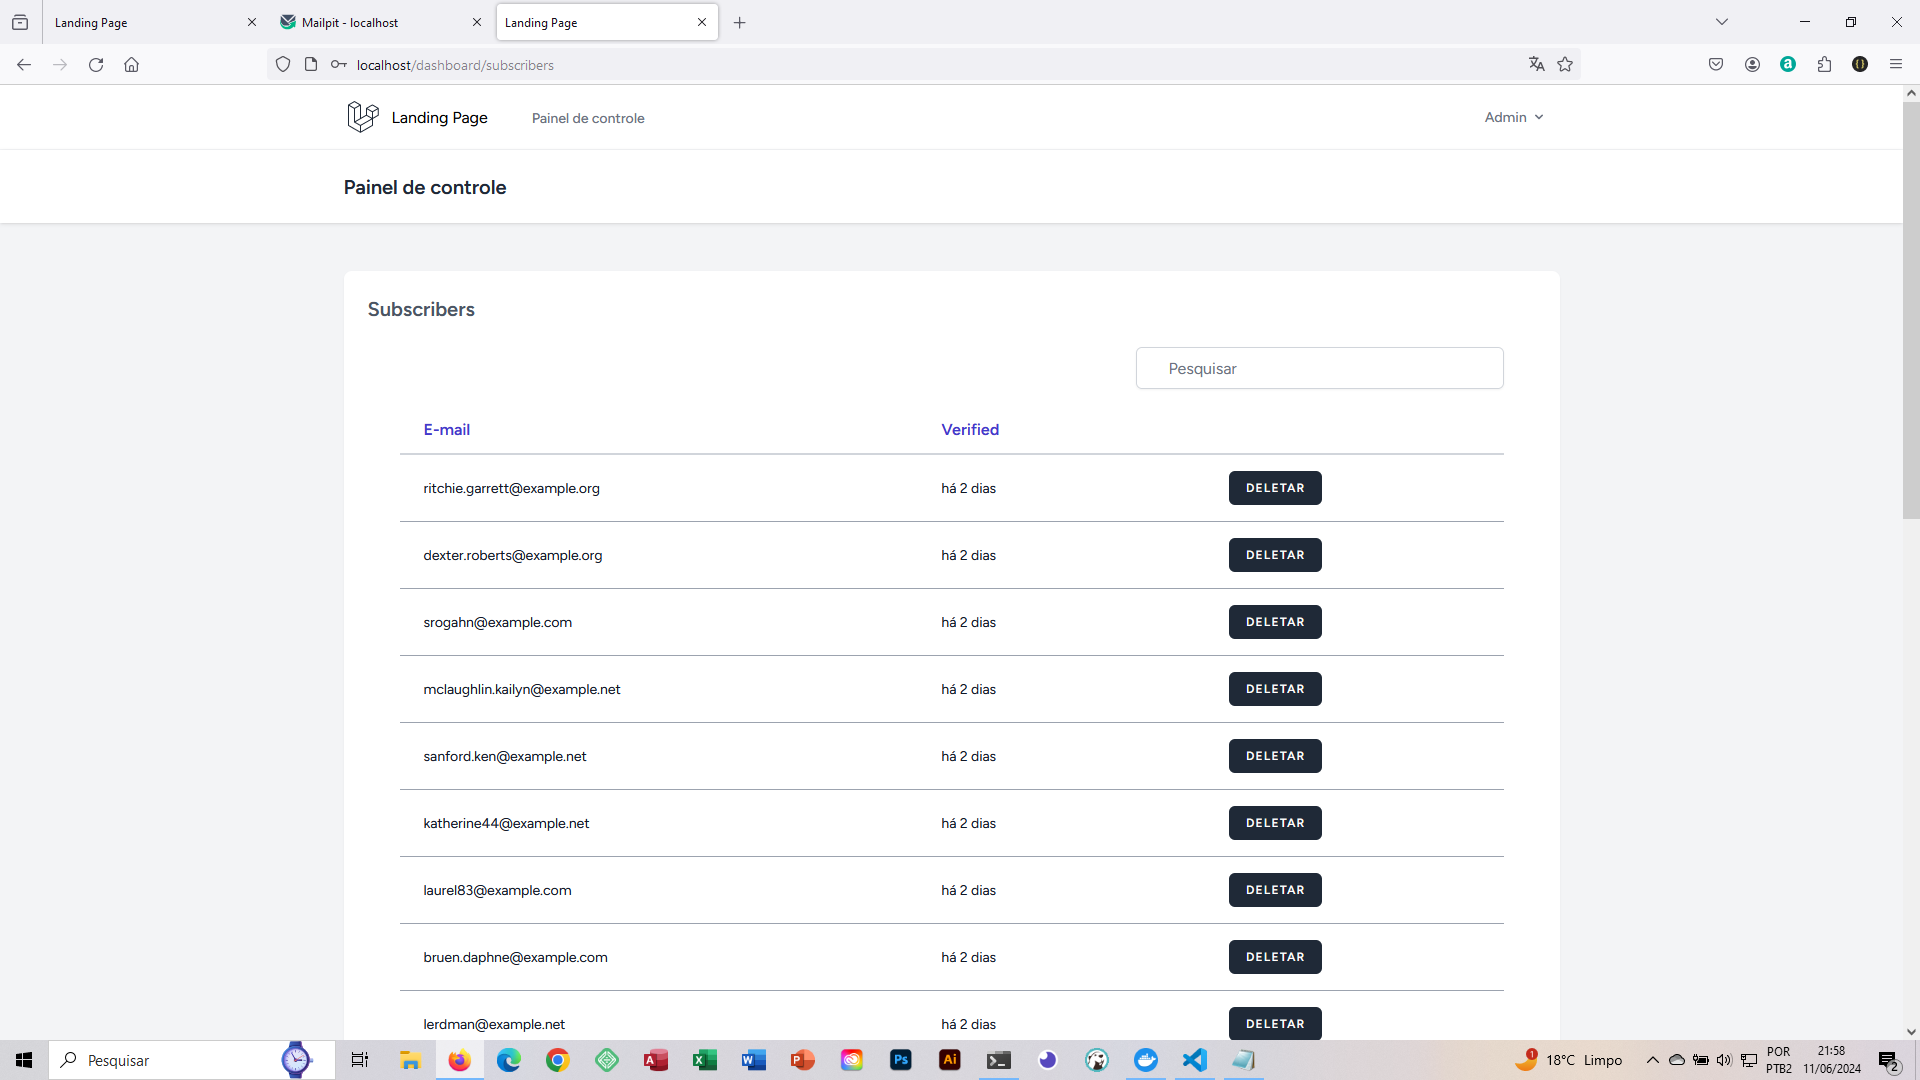 Landing Page
Mailpit - localhost
Landing Page
localhost/dashboard/subscribers
Landing Page
Painel de controle
Admin
Painel de controle
Subscribers
Pesquisar
E-mail Verified
ritchie.garrett@example.org há 2 dias DELETAR
dexter.roberts@example.org há 2 dias DELETAR
srogahn@example.com há 2 dias DELETAR
mclaughlin.kailyn@example.net há 2 dias DELETAR
sanford.ken@example.net há 2 dias DELETAR
katherine44@example.net há 2 dias DELETAR
laurel83@example.com há 2 dias DELETAR
bruen.daphne@example.com há 2 dias DELETAR
lerdman@example.net há 2 dias DELETAR
Pesquisar
1
18°C Limpo
POR
PTB2
21:58
11/06/2024
2